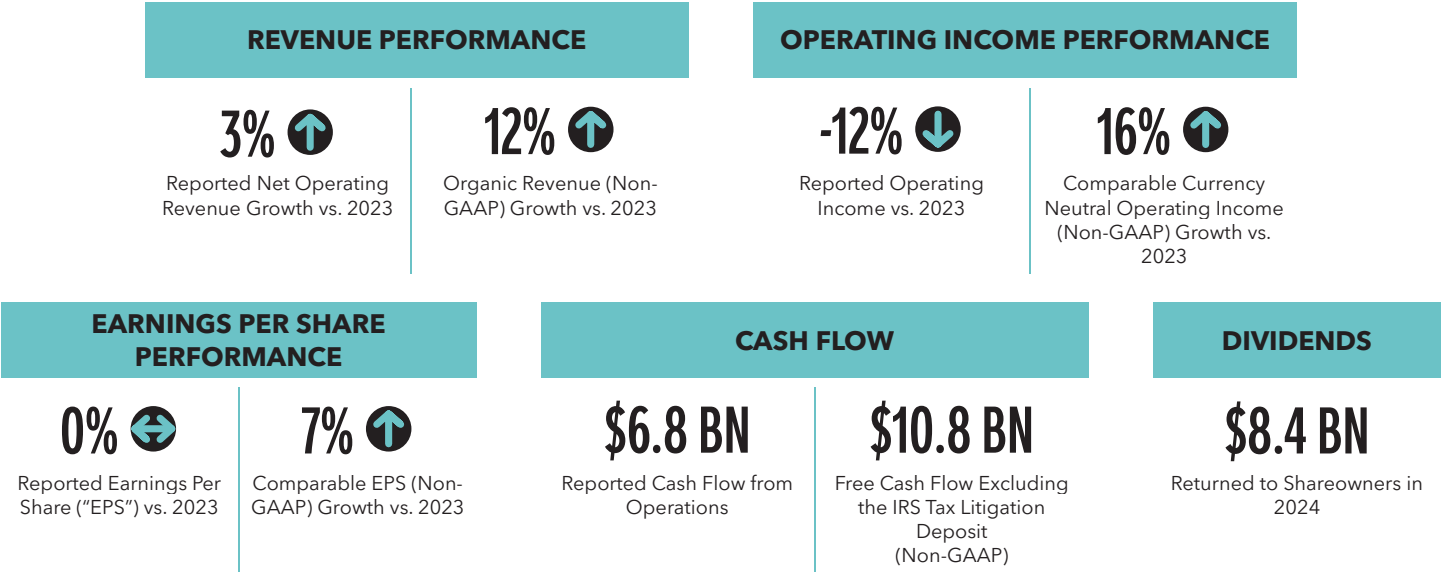 REVENUE PERFORMANCE
3%
Reported Net Operating
Revenue Growth vs. 2023
12%
Organic Revenue (Non-
GAAP) Growth vs. 2023
OPERATING INCOME PERFORMANCE
-12%
Reported Operating
Income vs. 2023
16%
Comparable Currency
Neutral Operating Income
(Non-GAAP) Growth vs.
2023
EARNINGS PER SHARE
PERFORMANCE
0%
Reported Earnings Per
Share (“EPS”) vs. 2023
7%
Comparable EPS (Non-
GAAP) Growth vs. 2023
CASH FLOW
$6.8 BN
Reported Cash Flow from
Operations
$10.8 BN
Free Cash Flow Excluding
the IRS Tax Litigation
Deposit
(Non-GAAP)
DIVIDENDS
$8.4 BN
Returned to Shareowners in
2024